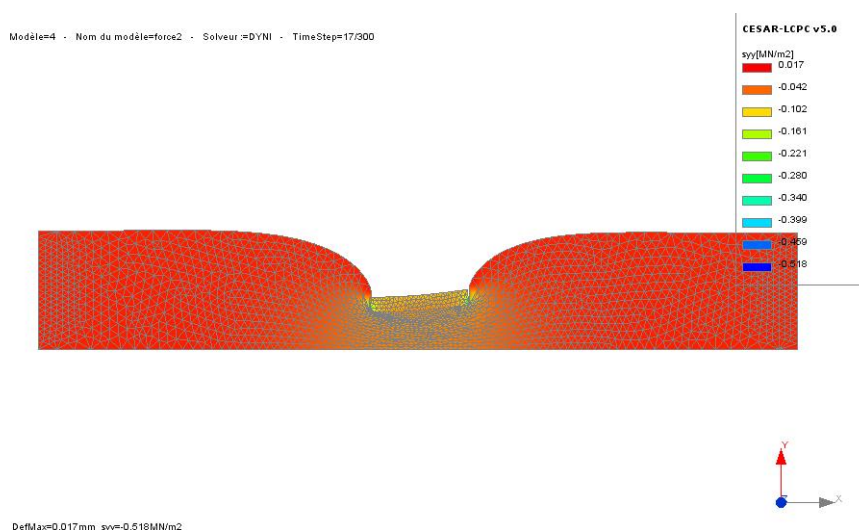 Modèle=4 - Nom du modèle=force2 - Solveur :=DYNI - TimeStep=17/300
CESAR-LCPC v5.0
syy[MN/m2]
0.017
-0.042
-0.102
-0.161
-0.221
-0.280
-0.340
-0.399
-0.459
-0.518
Y
X
DefMax=0.017mm syy=-0.518MN/m2